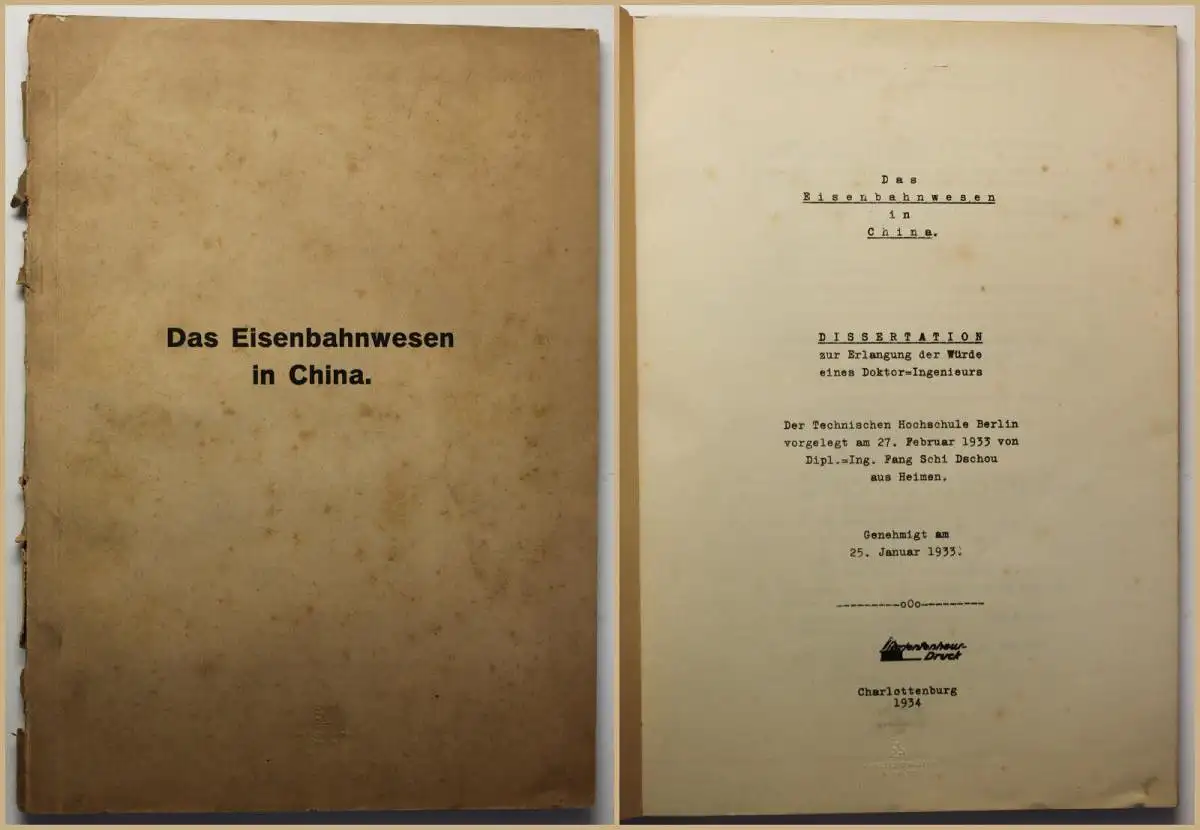 Das Eisenbahnwesen
in China.
Das
Eisenbahnwesen
in
China.
DISSERTATION
zur Erlangung der Würde
eines Doktor=Ingenieurs
Der Technischen Hochschule Berlin
vorgelegt am 27. Februar 1933 von
Dipl.=Ing. Fang Schi Dschou
aus Heimen.
Genehmigt am
25. Januar 1933.
---------oOo----------
Druck
Charlottenburg
1934